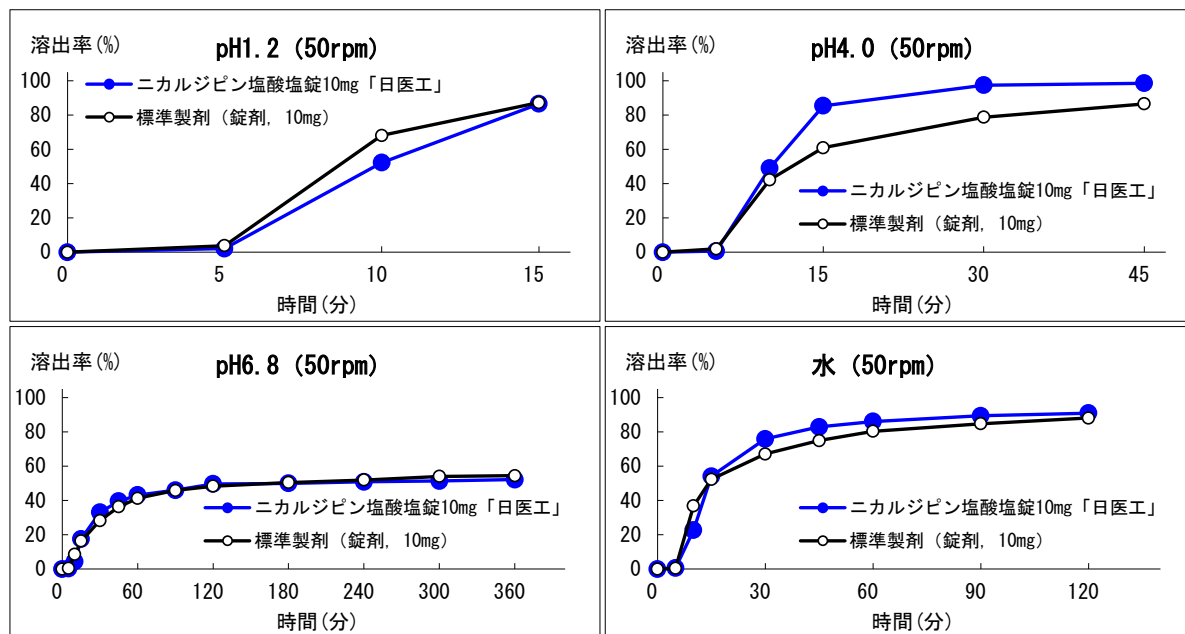 溶出率(%)
pH1.2 (50rpm)
100
80
60
40
20
0
ニカルジピン塩酸塩錠10mg「日医工」
標準製剤（錠剤, 10mg）
0 5 10 15
時間(分)
溶出率(%)
pH4.0 (50rpm)
100
80
60
40
20
0
ニカルジピン塩酸塩錠10mg「日医工」
標準製剤（錠剤, 10mg）
0 15 30 45
時間(分)
溶出率(%)
pH6.8 (50rpm)
100
80
60
40
20
0
ニカルジピン塩酸塩錠10mg「日医工」
標準製剤（錠剤, 10mg）
0 60 120 180 240 300 360
時間(分)
溶出率(%)
水 (50rpm)
100
80
60
40
20
0
ニカルジピン塩酸塩錠10mg「日医工」
標準製剤（錠剤, 10mg）
0 30 60 90 120
時間(分)